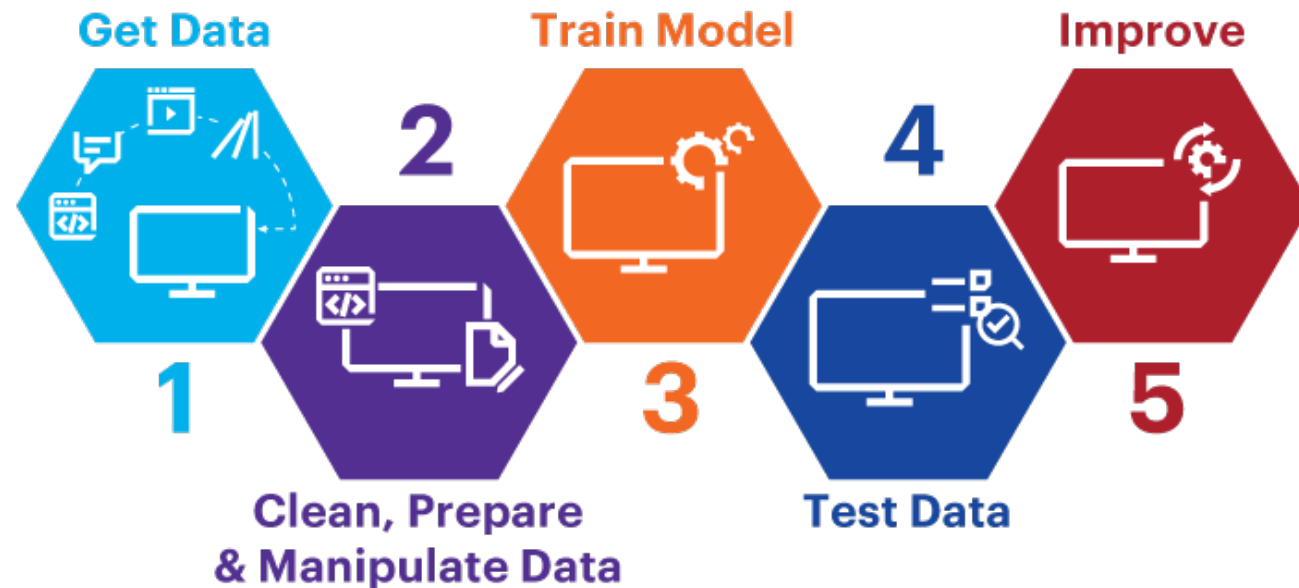 Get Data
1
2
Clean, Prepare
& Manipulate Data
Train Model
3
4
Test Data
Improve
5